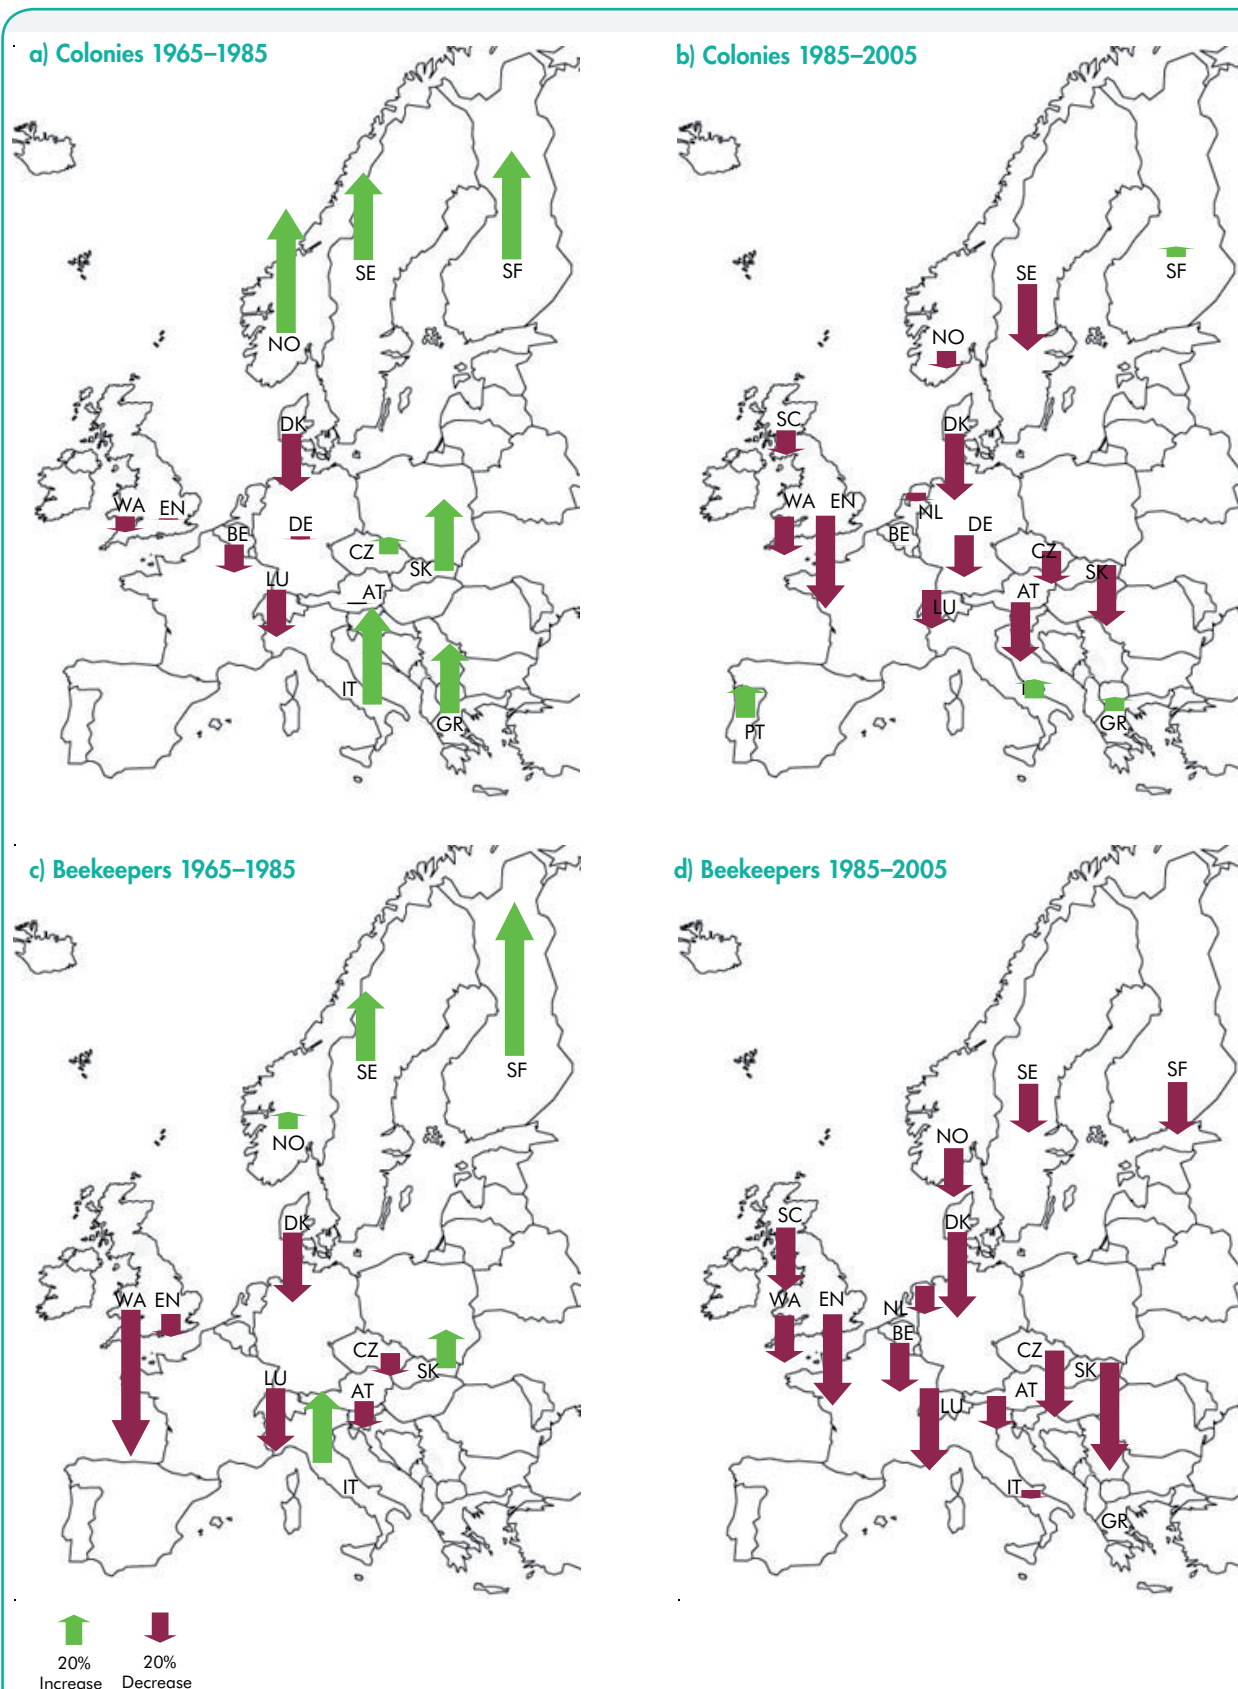 a) Colonies 1965–1985
SE
SF
NO
DK
WA
EN
BE
DE
CZ
SK
LU
AT
IT
GR
b) Colonies 1985–2005
SE
SF
NO
SC
DK
WA
EN
NL
BE
DE
CZ
SK
AT
LU
PT
GR
c) Beekeepers 1965–1985
SE
SF
NO
DK
WA
EN
CZ
SK
LU
AT
IT
d) Beekeepers 1985–2005
SE
SF
NO
SC
DK
WA
EN
NL
BE
CZ
SK
AT
LU
IT
GR
20%
Increase
20%
Decrease